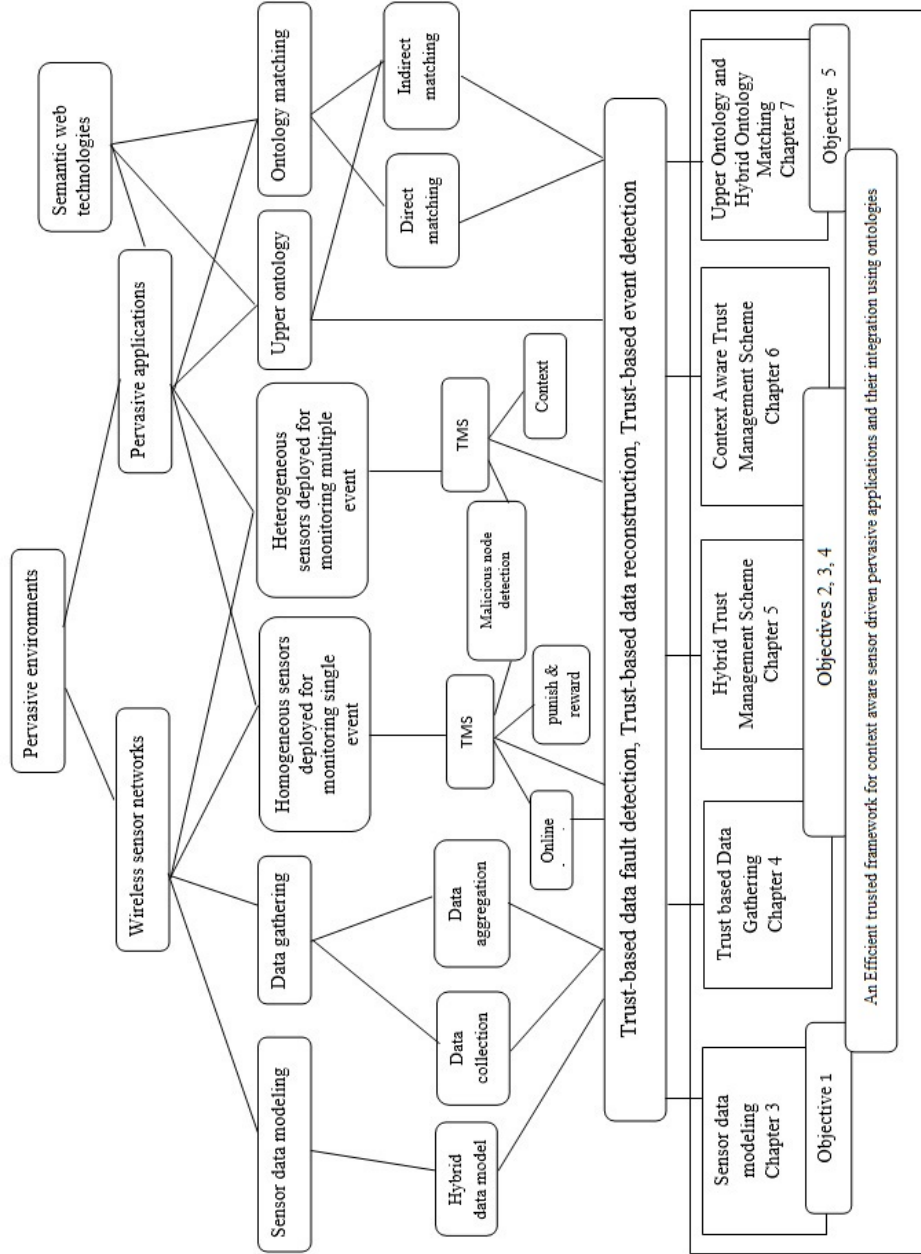 Pervasive environments
Semantic web
technologies
Wireless sensor networks
Pervasive applications
Sensor data modeling
Data gathering
Homogeneous sensors
deployed for
monitoring single
event
Heterogeneous
sensors deployed for
monitoring multiple
event
Upper ontology
Ontology matching
Hybrid
data model
Data
collection
Data
aggregation
Online
TMS
punish &
reward
Malicious node
detection
TMS
Context
Direct
matching
Indirect
matching
Trust-based data fault detection, Trust-based data reconstruction, Trust-based event detection
Sensor data
modeling
Chapter 3
Trust based Data
Gathering
Chapter 4
Hybrid Trust
Management Scheme
Chapter 5
Context Aware Trust
Management Scheme
Chapter 6
Upper Ontology and
Hybrid Ontology
Matching
Chapter 7
Objective 1
Objectives 2, 3, 4
Objective 5
An Efficient trusted framework for context aware sensor driven pervasive applications and their integration using ontologies